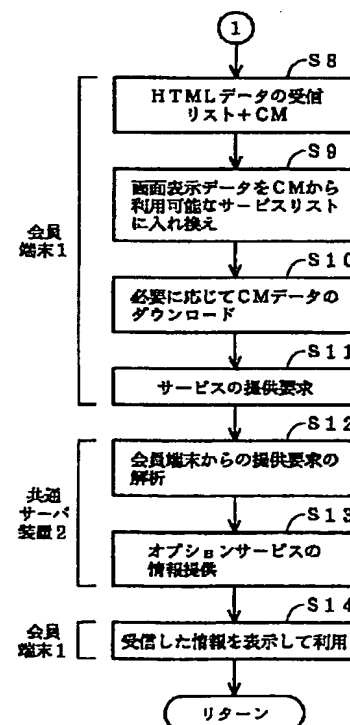 1
S8
HTMLデータの受信
リスト+CM
S9
画面表示データをCMから
利用可能なサービスリスト
に入れ換え
会員
端末1
S10
必要に応じてCMデータの
ダウンロード
S11
サービスの提供要求
S12
会員端末からの提供要求の
解析
共通
サーバ
装置2
S13
オプションサービスの
情報提供
S14
会員
端末1
受信した情報を表示して利用
リターン